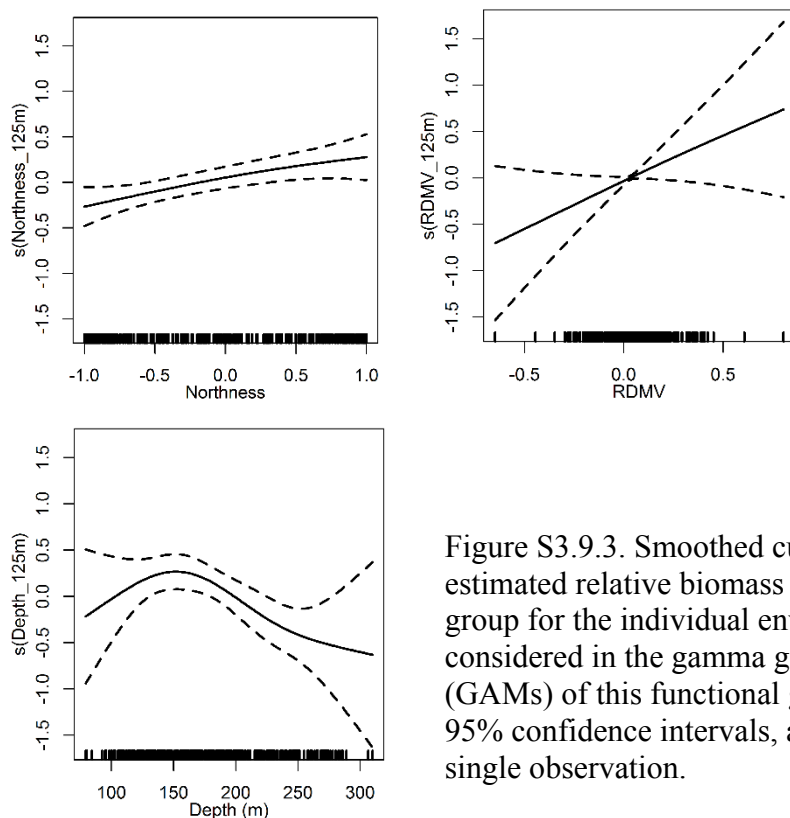 s(Northness_125m)
1.5
1.0
0.5
0.0
-0.5
-1.0
-1.5
-1.0 -0.5 0.0 0.5 1.0
Northness
s(RDMV_125m)
1.5
1.0
0.5
0.0
-0.5
-1.0
-1.5
-0.5 0.0 0.5
RDMV
s(Depth_125m)
1.5
1.0
0.5
0.0
-0.5
-1.0
-1.5
100 150 200 250 300
Depth (m)
Figure S3.9.3. Smoothed
estimated relative biomass
group for the individual
considered in the gamma
(GAMs) of this functional
95% confidence intervals,
single observation.